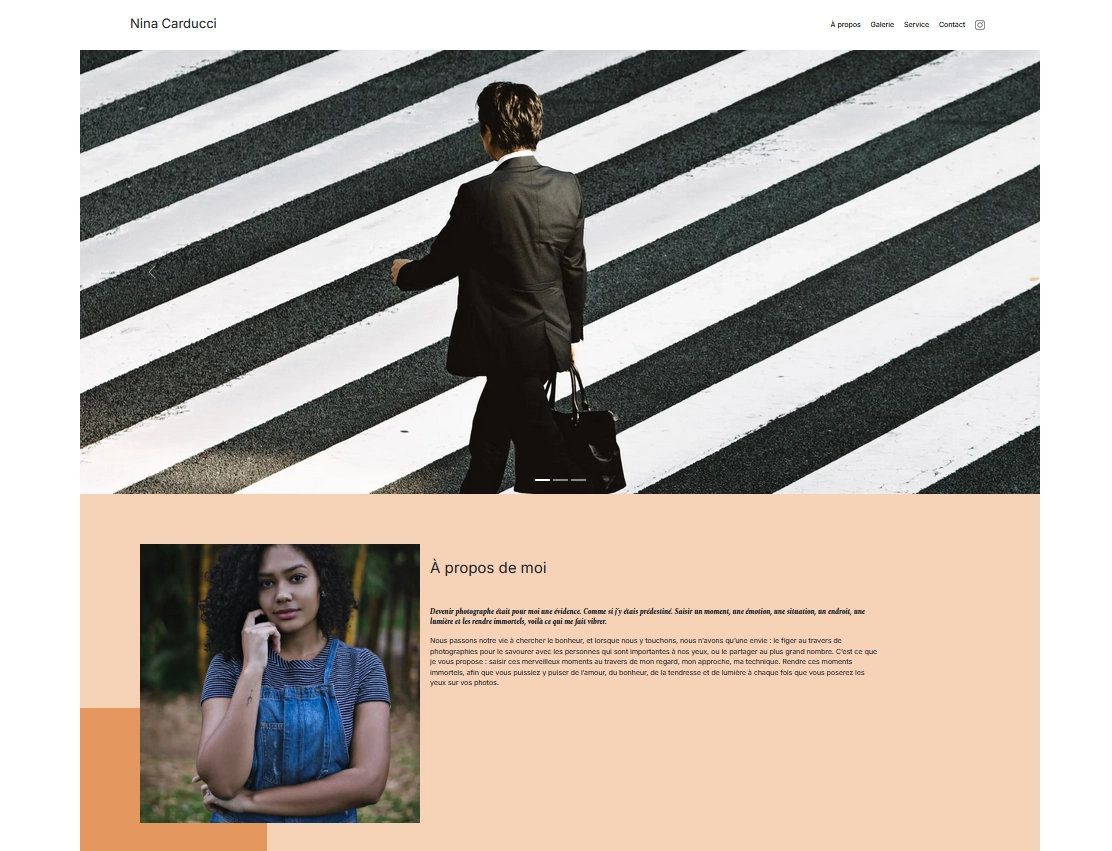 Nina Carducci
À propos Galerie Service Contact
À propos de moi
Devenir photographe était pour moi une évidence. Comme si j'y étais prédestiné. Saisir un moment, une émotion, une situation, un endroit, une
lumière et les rendre immortels, voilà ce qui me fait vibrer.
Nous passons notre vie à chercher le bonheur, et lorsque nous y touchons, nous n'avons qu'une envie : le figer au travers de
photographies pour le savourer avec les personnes qui sont importantes à nos yeux, ou le partager au plus grand nombre. C'est ce que
je vous propose : saisir ces merveilleux moments au travers de mon regard, mon approche, ma technique. Rendre ces moments
immortels, afin que vous puissiez y puiser de l'amour, du bonheur, de la tendresse et de lumière à chaque fois que vous poserez les
yeux sur vos photos.